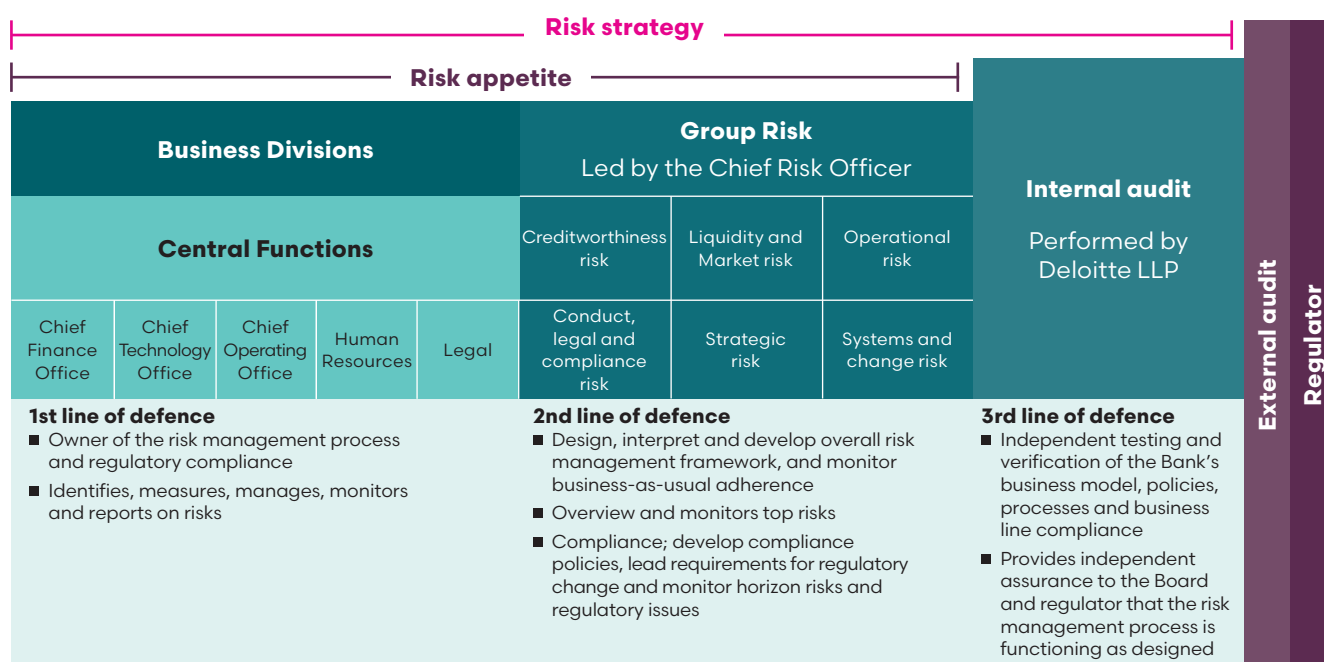 Risk strategy
Risk appetite
Business Divisions
Group Risk
Led by the Chief Risk Officer
Internal audit
Performed by
Deloitte LLP
Central Functions
Creditworthiness
risk
Liquidity and
Market risk
Operational
risk
Chief
Finance
Office
Chief
Technology
Office
Chief
Operating
Office
Human
Resources
Legal
Conduct,
legal and
compliance
risk
Strategic
risk
Systems and
change risk
1st line of defence
■ Owner of the risk management process
and regulatory compliance
■ Identifies, measures, manages, monitors
and reports on risks
2nd line of defence
■ Design, interpret and develop overall risk
management framework, and monitor
business-as-usual adherence
■ Overview and monitors top risks
■ Compliance; develop compliance
policies, lead requirements for regulatory
change and monitor horizon risks and
regulatory issues
3rd line of defence
■ Independent testing and
verification of the Bank's
business model, policies,
processes and business
line compliance
■ Provides independent
assurance to the Board
and regulator that the risk
management process is
functioning as designed
External audit
Regulator